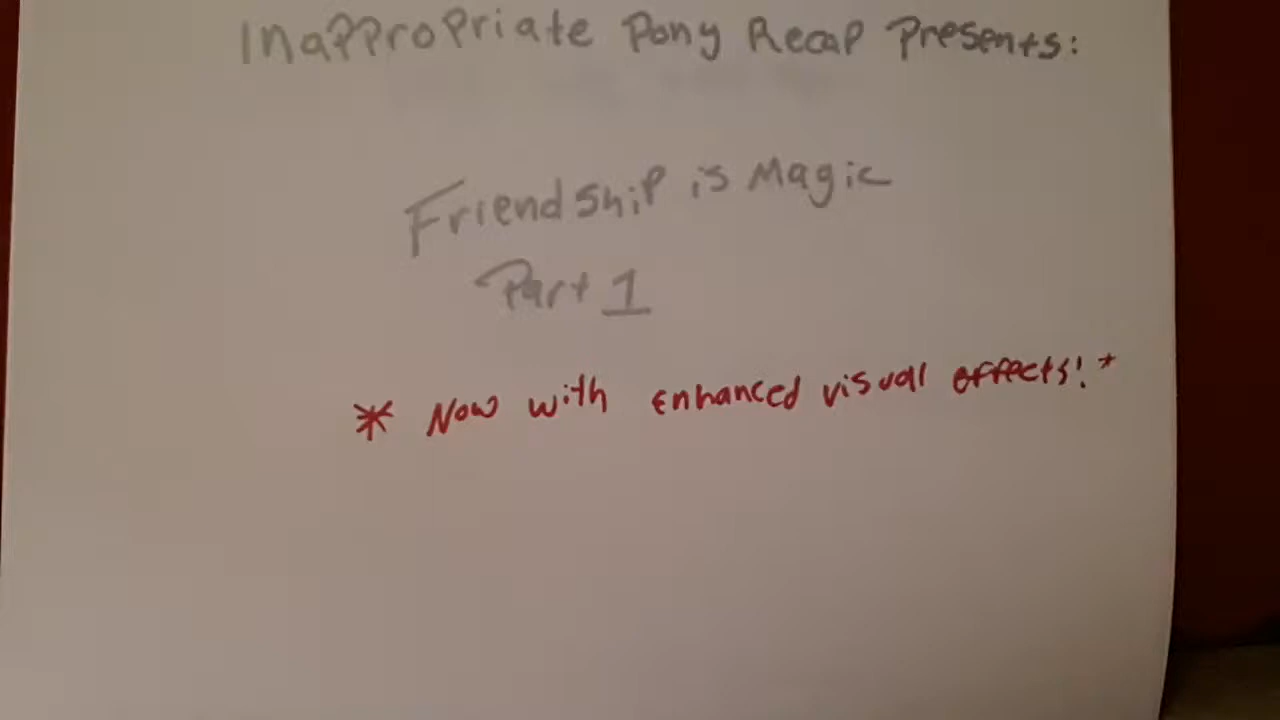 Inappropriate Pony Recap Presents:
Friendship is Magic
Part 1
* Now with enhanced visual effects! *